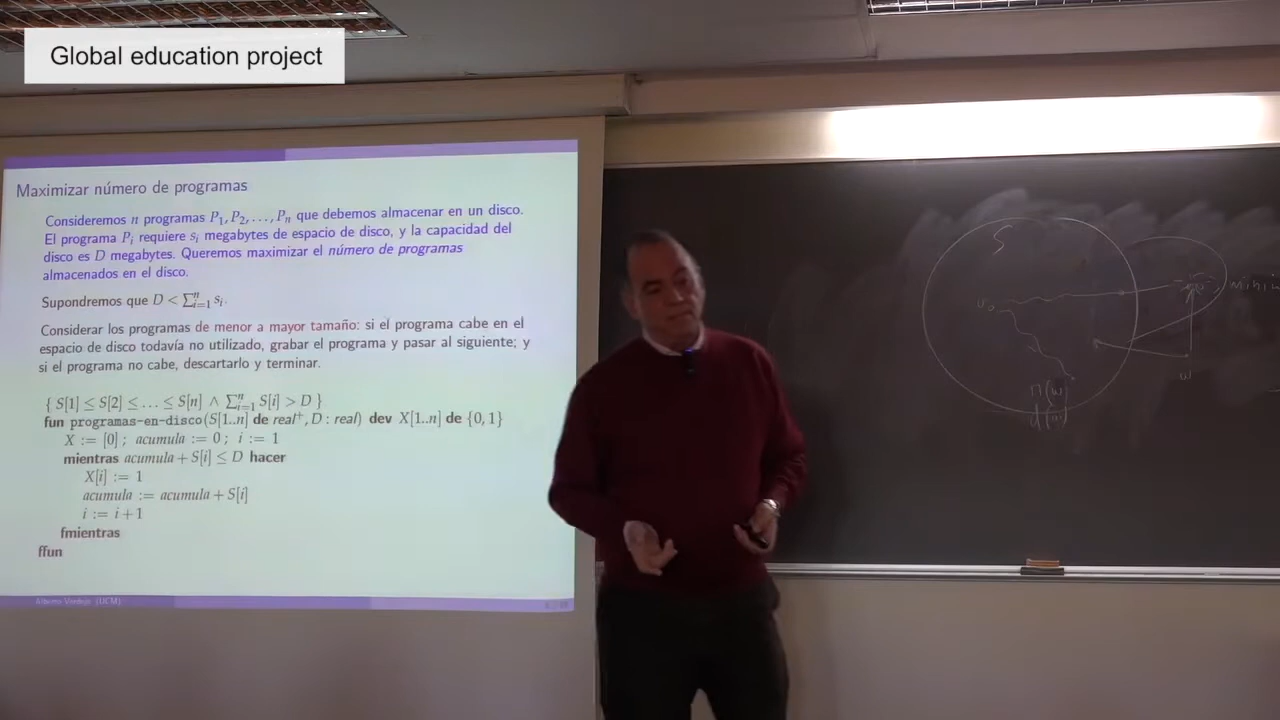 Global education project
Maximizar número de programas
Consideremos n programas P₁, P₂, . . . , Pₙ que debemos almacenar en un disco.
El programa Pᵢ requiere sᵢ megabytes de espacio de disco, y la capacidad del
disco es D megabytes. Queremos maximizar el número de programas
almacenados en el disco.
Supondremos que D < ∑ⁿᵢ₌₁ sᵢ.
Considerar los programas de menor a mayor tamaño: si el programa cabe en el
espacio de disco todavía no utilizado, grabar el programa y pasar al siguiente; y
si el programa no cabe, descartarlo y terminar.
{ S[1] ≤ S[2] ≤ . . . ≤ S[n] ∧ ∑ⁿᵢ₌₁ S[i] > D }
fun programas-en-disco(S[1..n] de real⁺, D : real) dev X[1..n] de {0,1}
X := [0] ; acumula := 0 ; i := 1
mientras acumula + S[i] ≤ D hacer
X[i] := 1
acumula := acumula + S[i]
i := i+1
fmientras
ffun
Alberto Verdejo (UCM)
S
w